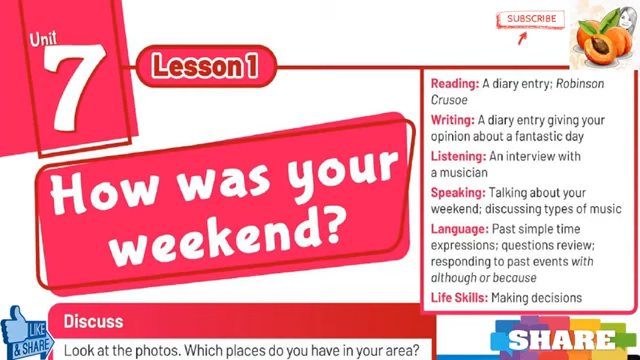 Unit
7
Lesson 1
How was your
weekend?
SUBSCRIBE
Reading: A diary entry; Robinson
Crusoe
Writing: A diary entry giving your
opinion about a fantastic day
Listening: An interview with
a musician
Speaking: Talking about your
weekend; discussing types of music
Language: Past simple time
expressions; questions review;
responding to past events with
although or because
Life Skills: Making decisions
LIKE
& SHARE
Discuss
Look at the photos. Which places do you have in your area?
SHARE